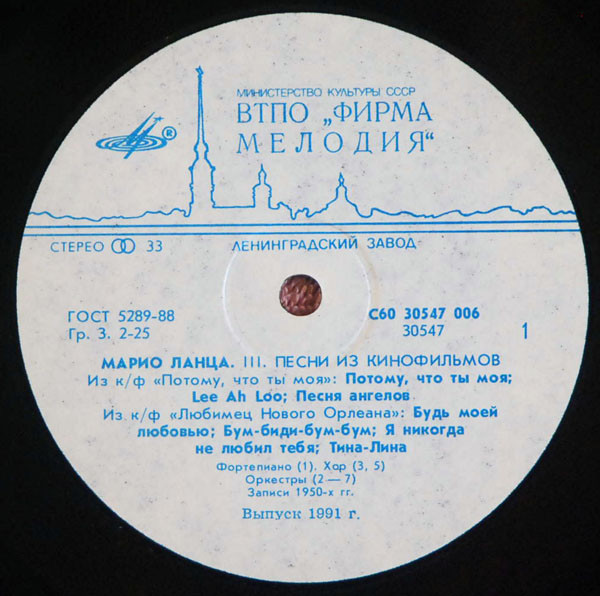 МИНИСТЕРСТВО КУЛЬТУРЫ СССР
ВТПО „ФИРМА
МЕЛОДИЯ“
®
СТЕРЕО 33
ЛЕНИНГРАДСКИЙ ЗАВОД
ГОСТ 5289-88
Гр. 3. 2-25
С60 30547 006
30547
1
МАРИО ЛАНЦА. III. ПЕСНИ ИЗ КИНОФИЛЬМОВ
Из к/ф «Потому, что ты моя»: Потому, что ты моя;
Lee Ah Loo; Песня ангелов
Из к/ф «Любимец Нового Орлеана»: Будь моей
любовью; Бум-биди-бум-бум; Я никогда
не любил тебя; Тина-Лина
Фортепиано (1), Хор (3, 5)
Оркестры (2—7)
Записи 1950-х гг.
Выпуск 1991 г.